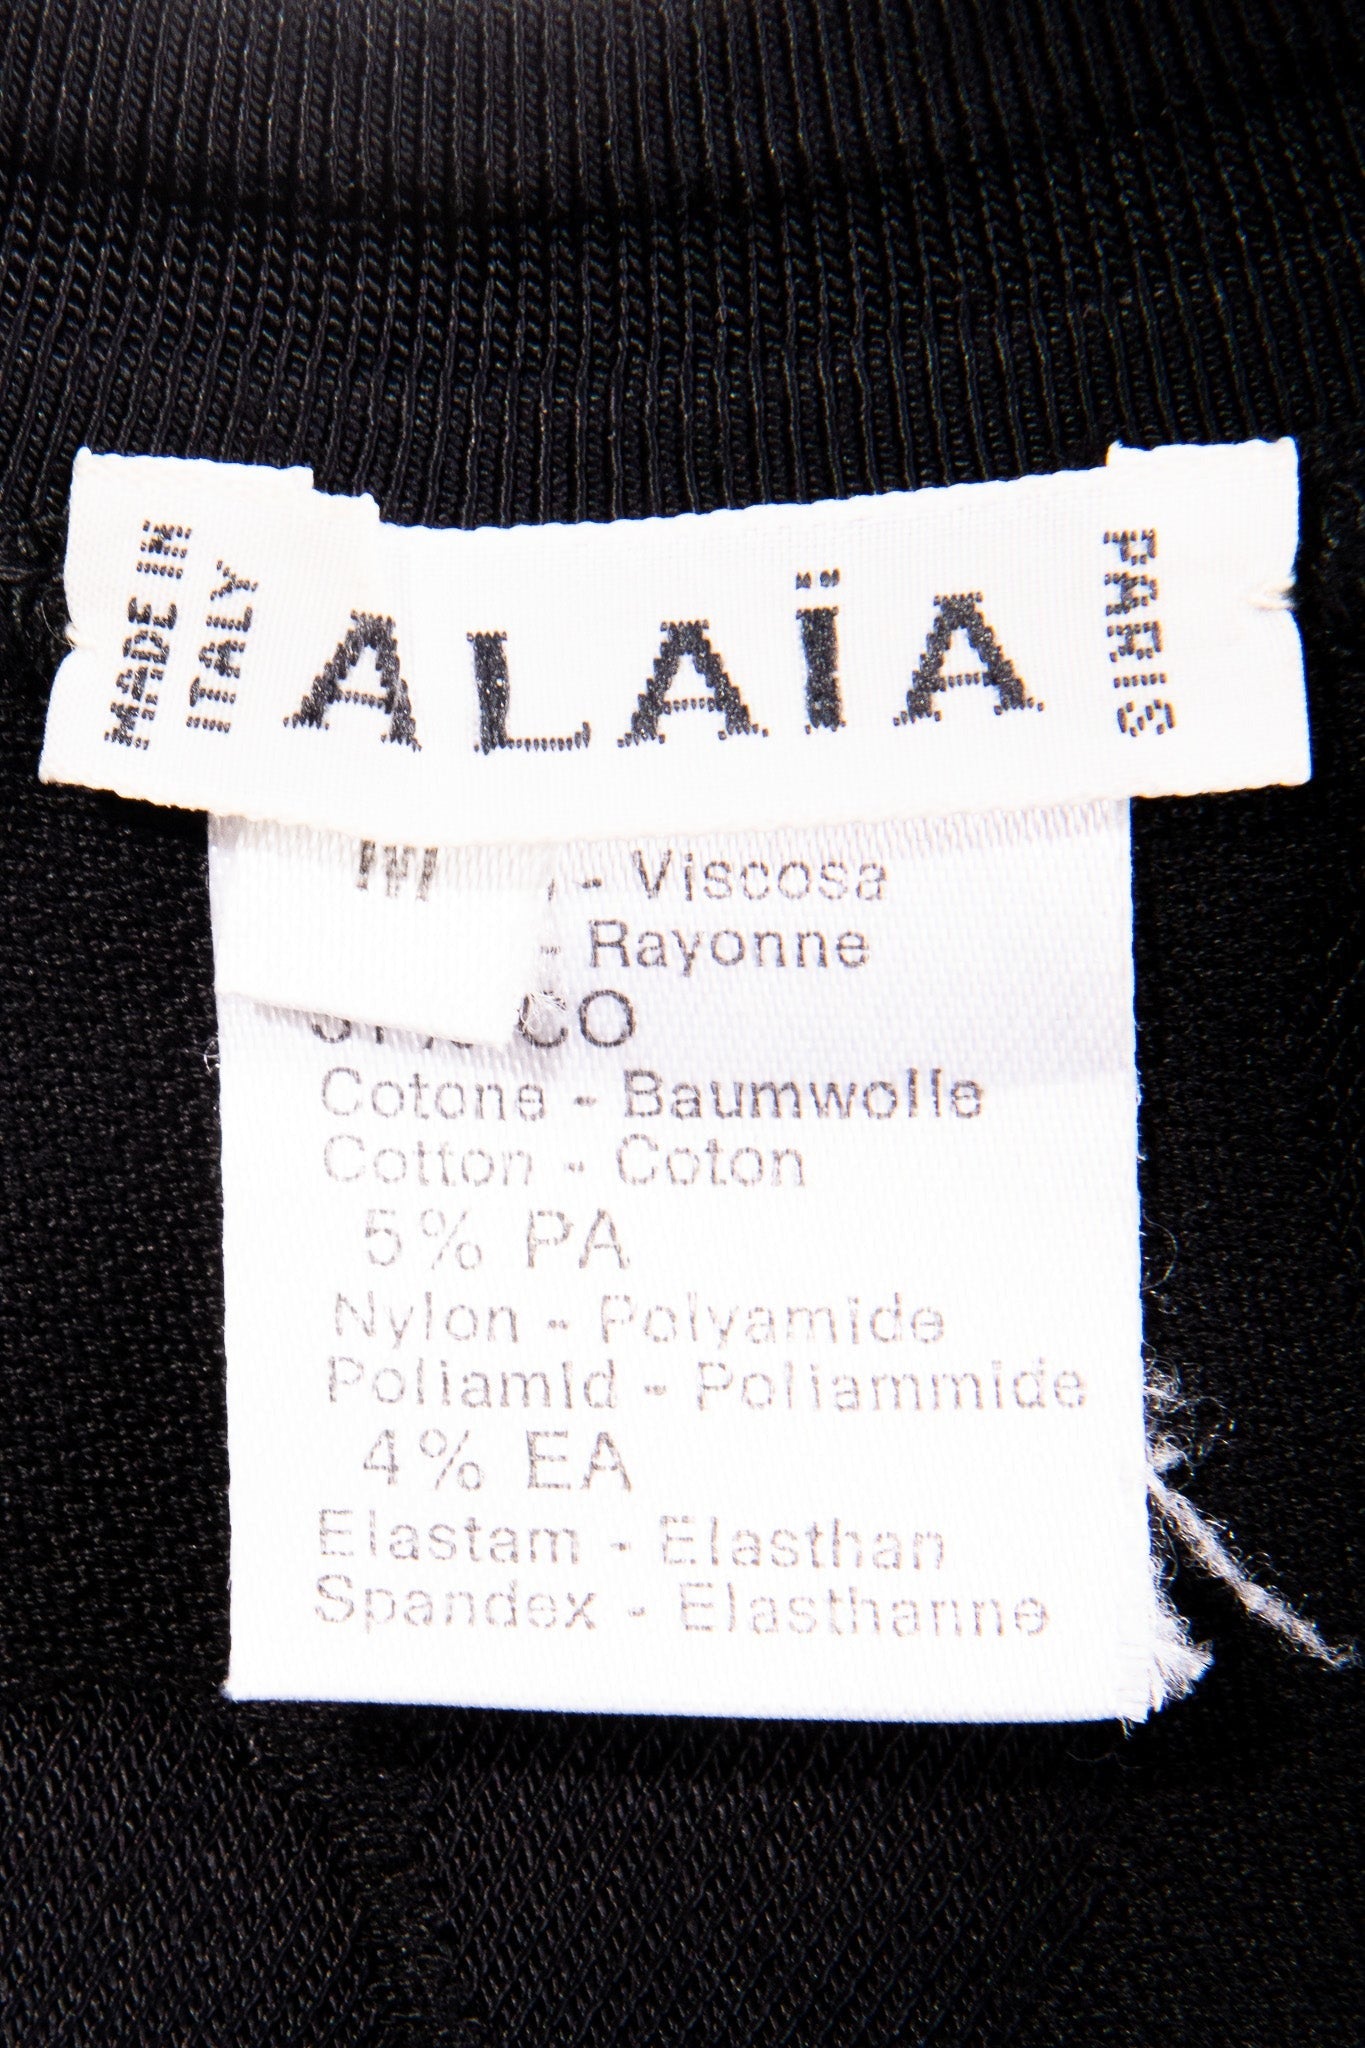 MADE IN
ITALY
ALAÏA
PARIS
- Viscosa
- Rayonne
CO
Cotone - Baumwolle
Cotton - Coton
5% PA
Nylon - Polyamide
Poliamid - Poliammide
4% EA
Elastam - Elasthan
Spandex - Elasthanne